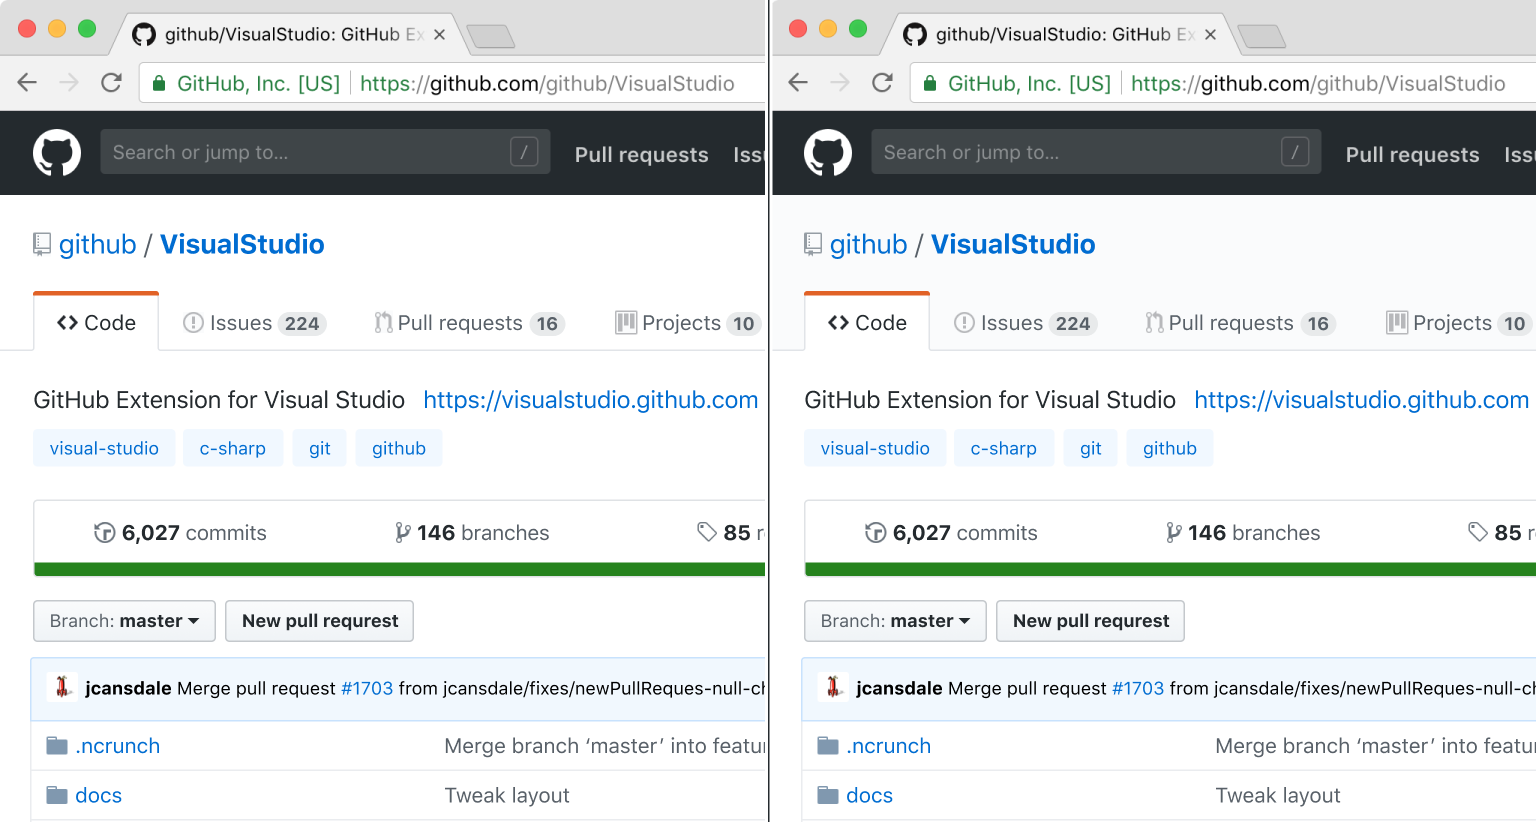 github/VisualStudio: GitHub Ex
GitHub, Inc. [US] https://github.com/github/VisualStudio
Search or jump to... /
Pull requests Issu
github / VisualStudio
Code Issues 224 Pull requests 16 Projects 10
GitHub Extension for Visual Studio https://visualstudio.github.com
visual-studio c-sharp git github
6,027 commits 146 branches 85 r
Branch: master New pull requrest
jcansdale Merge pull request #1703 from jcansdale/fixes/newPullReques-null-ch
.ncrunch Merge branch ‘master’ into featur
docs Tweak layout
github/VisualStudio: GitHub Ex
GitHub, Inc. [US] https://github.com/github/VisualStudio
Search or jump to... /
Pull requests Iss
github / VisualStudio
Code Issues 224 Pull requests 16 Projects 10
GitHub Extension for Visual Studio https://visualstudio.github.com
visual-studio c-sharp git github
6,027 commits 146 branches 85 r
Branch: master New pull requrest
jcansdale Merge pull request #1703 from jcansdale/fixes/newPullReques-null-ch
.ncrunch Merge branch ‘master’ into featur
docs Tweak layout